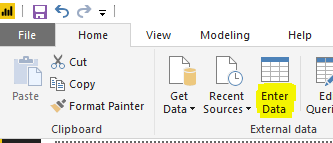 File Home View Modeling Help
Paste
Cut
Copy
Format Painter
Clipboard
Get Data
Recent Sources
Enter Data
Ed
Queri
External data